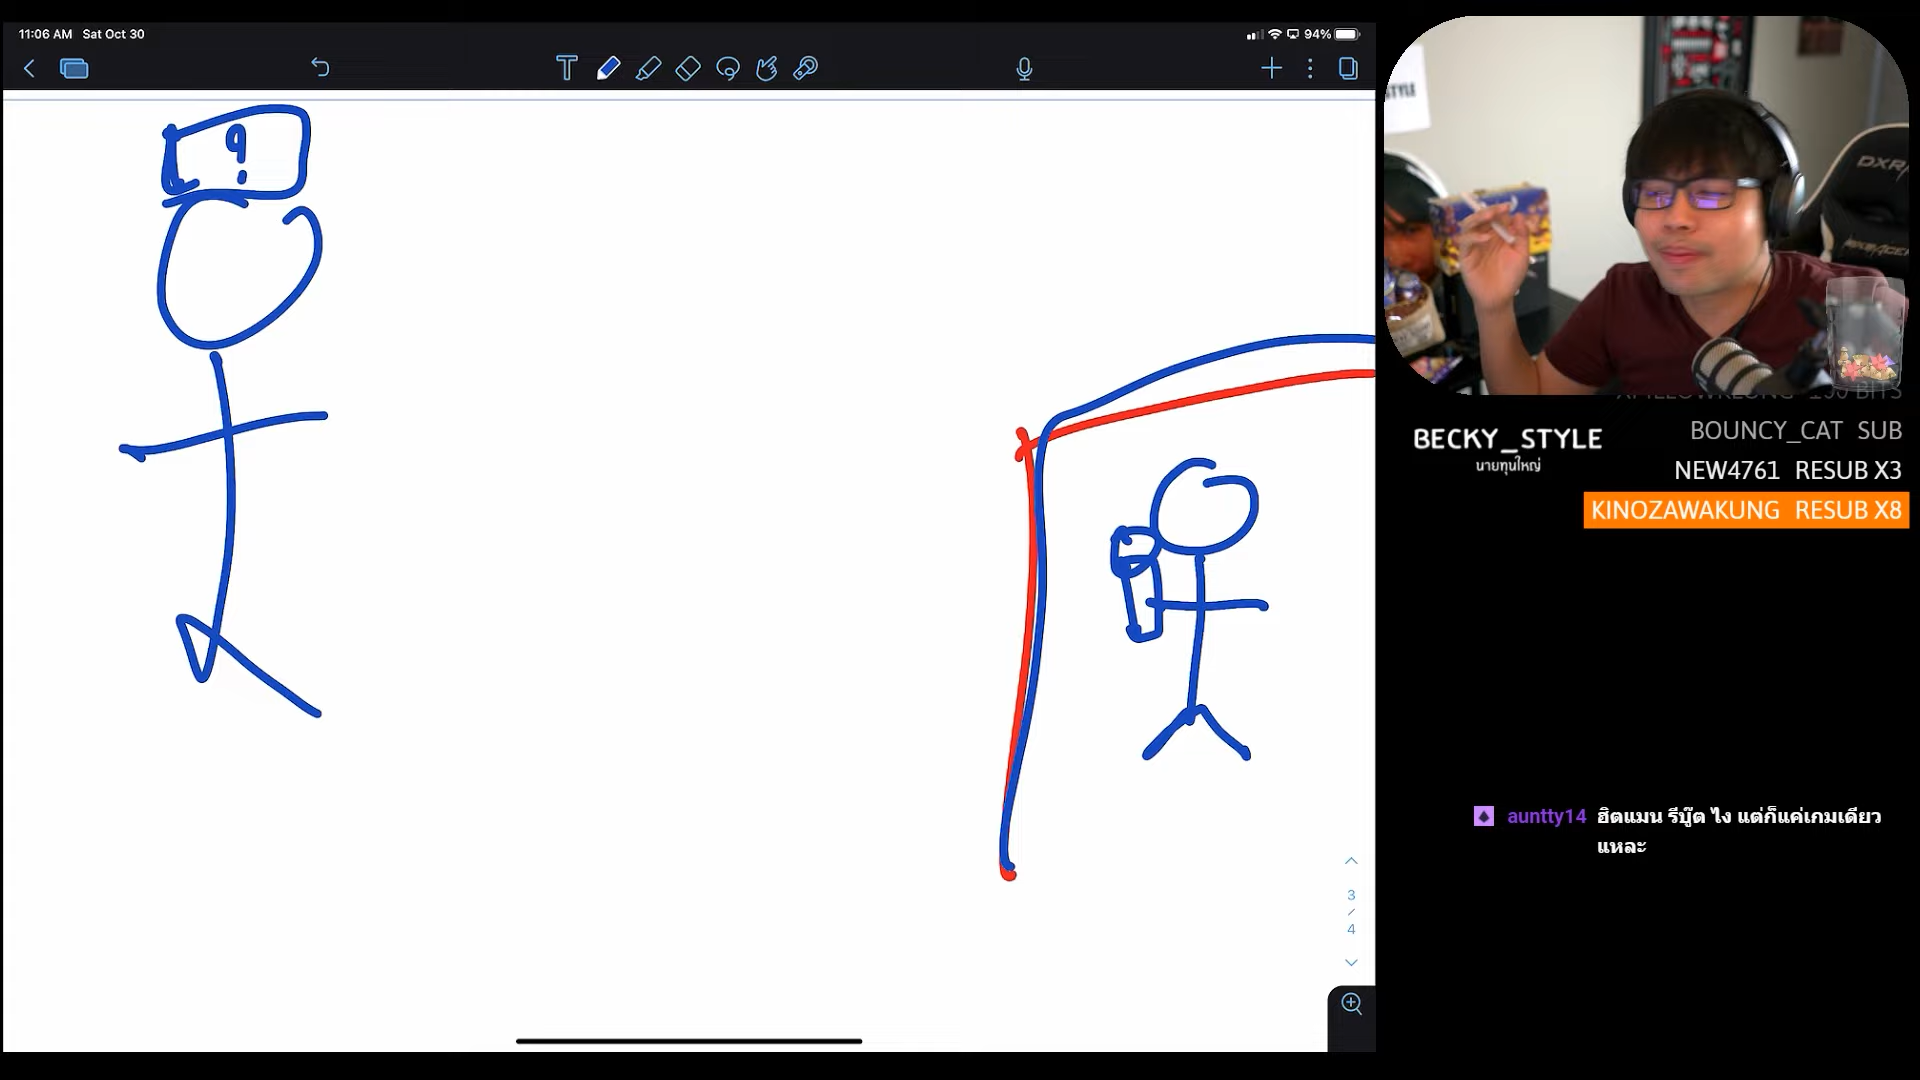 11:06 AM Sat Oct 30
94%
T
?
STYLE
DXR
BECKY_STYLE
นายทุนใหญ่
BOUNCY_CAT SUB
NEW4761 RESUB X3
KINOZAWAKUNG RESUB X8
auntty14 ฮิตแมน รีบู๊ต ไง แต่ก็แค่เกมเดียว
แหละ
3
/
4